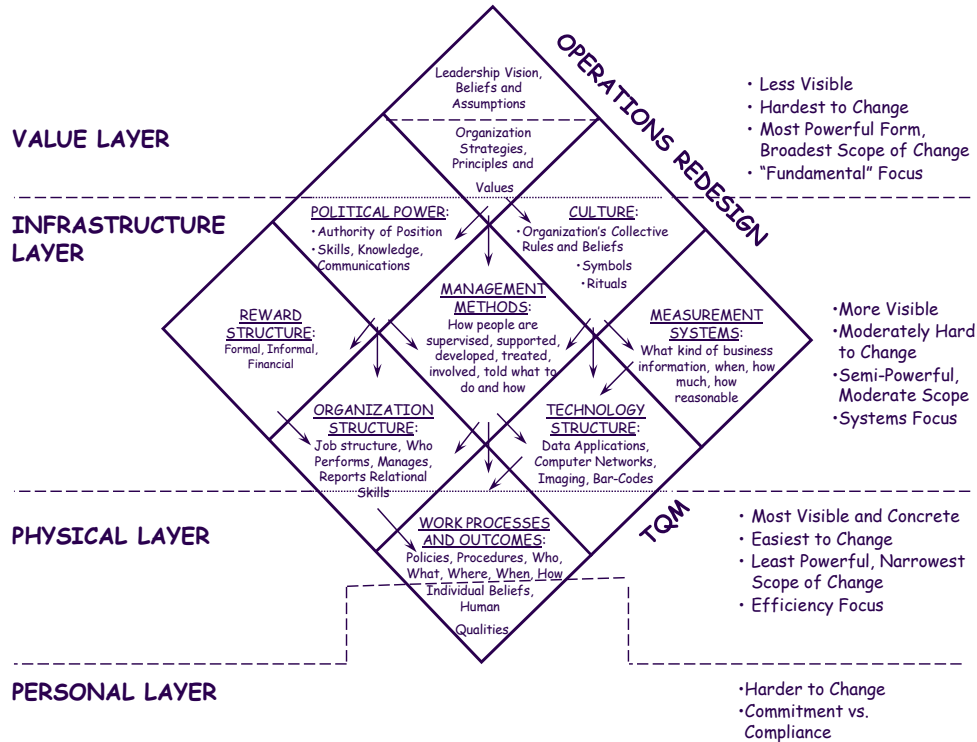 OPERATIONS REDESIGN
Leadership Vision,
Beliefs and
Assumptions
Organization
Strategies,
Principles and
Values
VALUE LAYER
• Less Visible
• Hardest to Change
• Most Powerful Form,
Broadest Scope of Change
• “Fundamental” Focus
INFRASTRUCTURE
LAYER
POLITICAL POWER:
•Authority of Position
•Skills, Knowledge,
Communications
CULTURE:
•Organization’s Collective
Rules and Beliefs
•Symbols
•Rituals
REWARD
STRUCTURE:
Formal, Informal,
Financial
MANAGEMENT
METHODS:
How people are
supervised, supported,
developed, treated,
involved, told what to
do and how
MEASUREMENT
SYSTEMS:
What kind of business
information, when, how
much, how
reasonable
•More Visible
•Moderately Hard
to Change
•Semi-Powerful,
Moderate Scope
•Systems Focus
ORGANIZATION
STRUCTURE:
Job structure, Who
Performs, Manages,
Reports Relational
Skills
TECHNOLOGY
STRUCTURE:
Data Applications,
Computer Networks,
Imaging, Bar-Codes
TQM
PHYSICAL LAYER
WORK PROCESSES
AND OUTCOMES:
Policies, Procedures, Who,
What, Where, When, How
Individual Beliefs,
Human
Qualities
• Most Visible and Concrete
• Easiest to Change
• Least Powerful, Narrowest
Scope of Change
• Efficiency Focus
PERSONAL LAYER
•Harder to Change
•Commitment vs.
Compliance